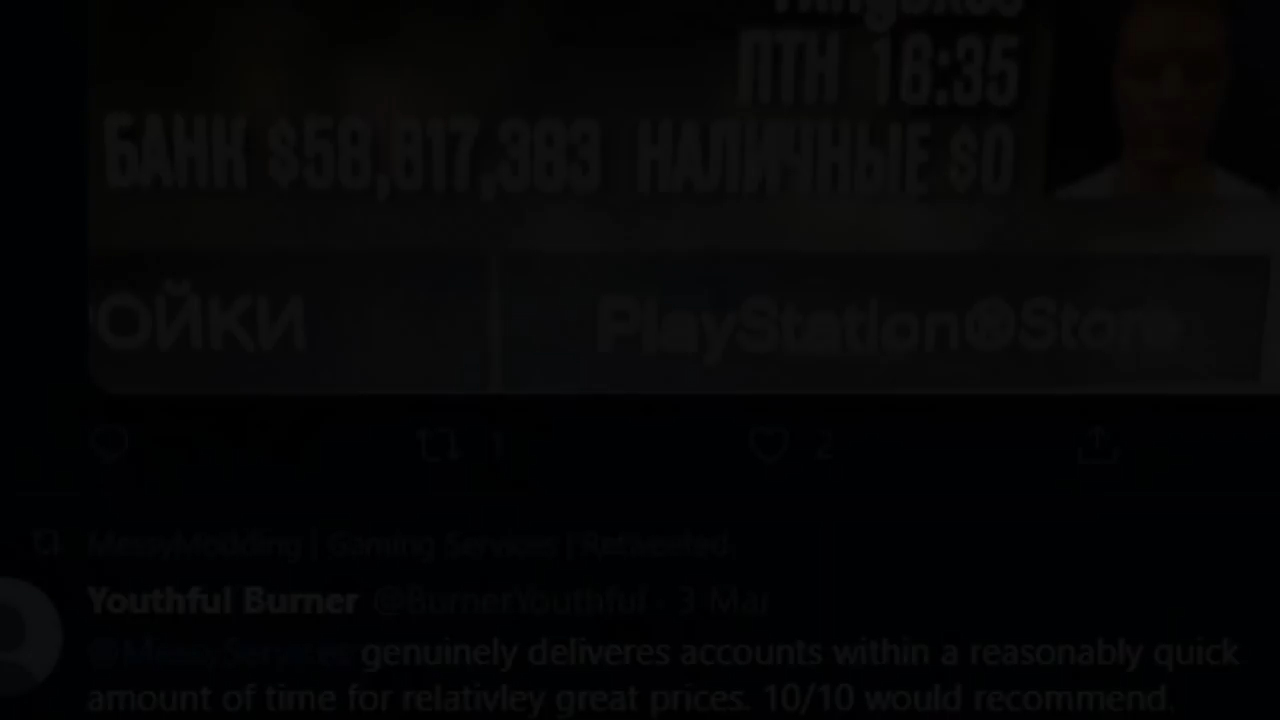 ПТН 18:35
БАНК $58,817,383 НАЛИЧНЫЕ $0
ОЙКИ
PlayStation®Store
1 2
MessyModding | Gaming Services | Retweeted
Youthful Burner @BurnerYouthful · 3 Mar
@MessyServices genuinely deliveres accounts within a reasonably quick
amount of time for relativley great prices. 10/10 would recommend.